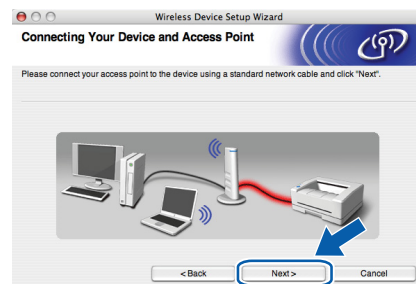 Wireless Device Setup Wizard
Connecting Your Device and Access Point
Please connect your access point to the device using a standard network cable and click "Next".
< Back
Next >
Cancel